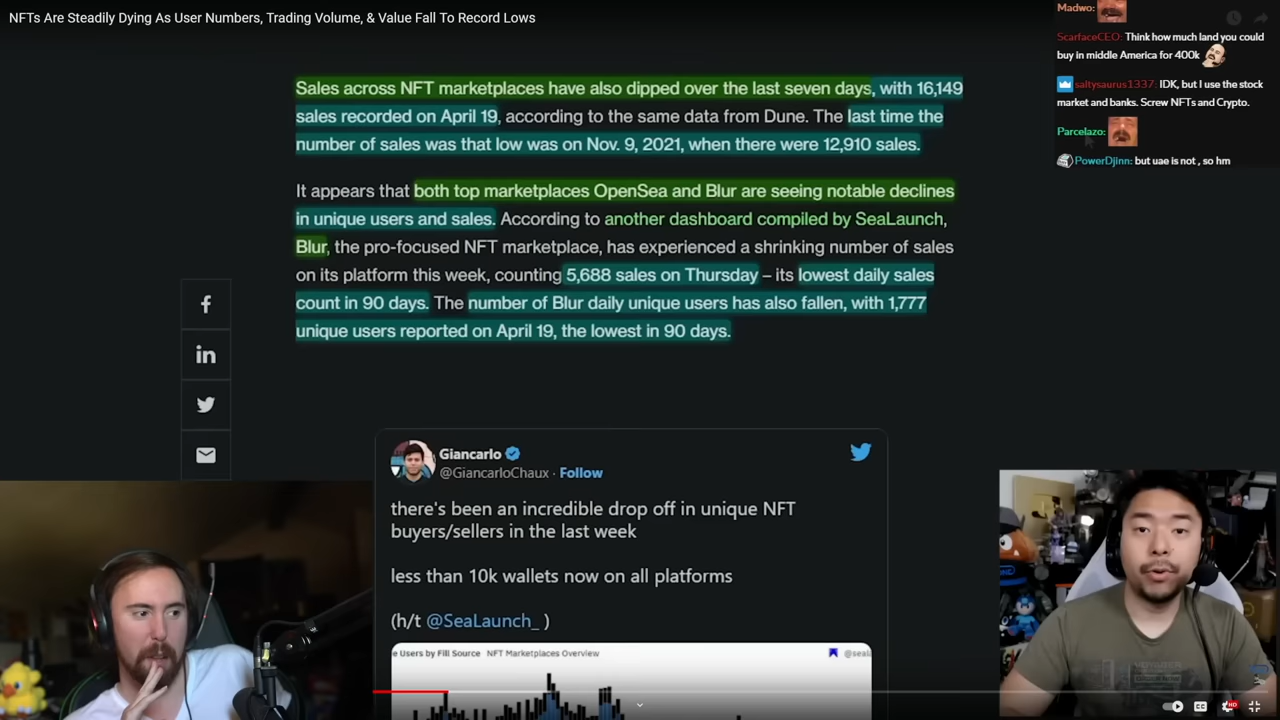 NFTs Are Steadily Dying As User Numbers, Trading Volume, & Value Fall To Record Lows
Madwo:
ScarfaceCEO: Think how much land you could
buy in middle America for 400k
saltysaurus1337: IDK, but I use the stock
market and banks. Screw NFTs and Crypto.
Parcelazo:
PowerDjinn: but uae is not , so hm
Sales across NFT marketplaces have also dipped over the last seven days, with 16,149
sales recorded on April 19, according to the same data from Dune. The last time the
number of sales was that low was on Nov. 9, 2021, when there were 12,910 sales.
It appears that both top marketplaces OpenSea and Blur are seeing notable declines
in unique users and sales. According to another dashboard compiled by SeaLaunch,
Blur, the pro-focused NFT marketplace, has experienced a shrinking number of sales
on its platform this week, counting 5,688 sales on Thursday – its lowest daily sales
count in 90 days. The number of Blur daily unique users has also fallen, with 1,777
unique users reported on April 19, the lowest in 90 days.
Giancarlo
@GiancarloChaux · Follow
there's been an incredible drop off in unique NFT
buyers/sellers in the last week
less than 10k wallets now on all platforms
(h/t @SeaLaunch_ )
e Users by Fill Source NFT Marketplaces Overview
@seala
CC
HD